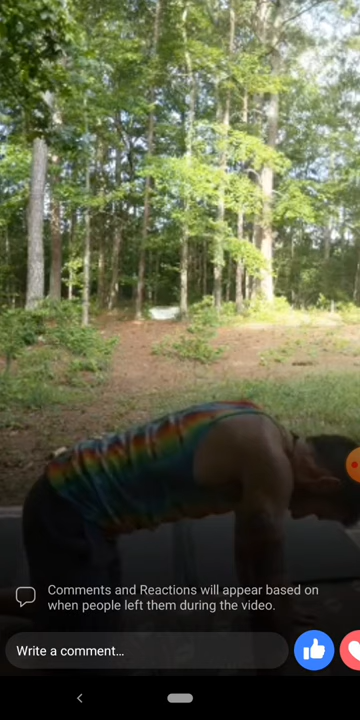 Comments and Reactions will appear based on
when people left them during the video.
Write a comment…